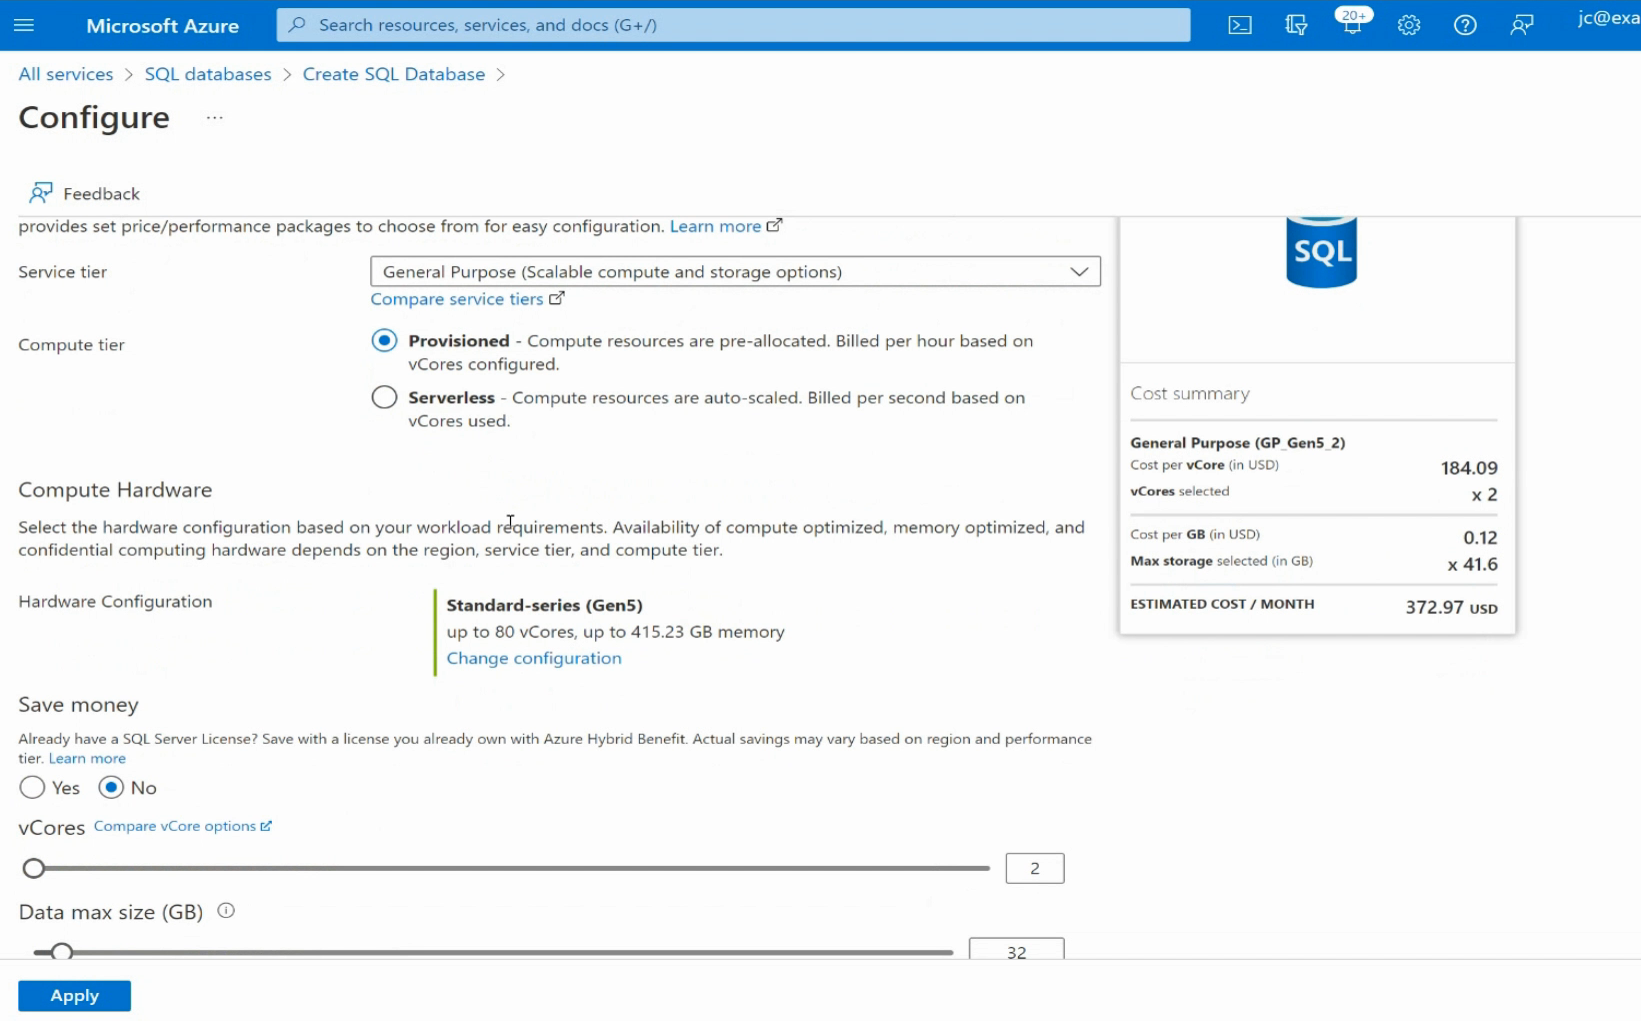 Microsoft Azure
Search resources, services, and docs (G+/)
20+
jc@exa
All services > SQL databases > Create SQL Database >
Configure ...
Feedback
provides set price/performance packages to choose from for easy configuration. Learn more
Service tier
General Purpose (Scalable compute and storage options)
Compare service tiers
Compute tier
Provisioned - Compute resources are pre-allocated. Billed per hour based on
vCores configured.
Serverless - Compute resources are auto-scaled. Billed per second based on
vCores used.
Compute Hardware
Select the hardware configuration based on your workload requirements. Availability of compute optimized, memory optimized, and
confidential computing hardware depends on the region, service tier, and compute tier.
Hardware Configuration
Standard-series (Gen5)
up to 80 vCores, up to 415.23 GB memory
Change configuration
Save money
Already have a SQL Server License? Save with a license you already own with Azure Hybrid Benefit. Actual savings may vary based on region and performance
tier. Learn more
Yes No
vCores Compare vCore options
2
Data max size (GB)
32
Apply
SQL
Cost summary
General Purpose (GP_Gen5_2)
Cost per vCore (in USD) 184.09
vCores selected x 2
Cost per GB (in USD) 0.12
Max storage selected (in GB) x 41.6
ESTIMATED COST / MONTH 372.97 USD